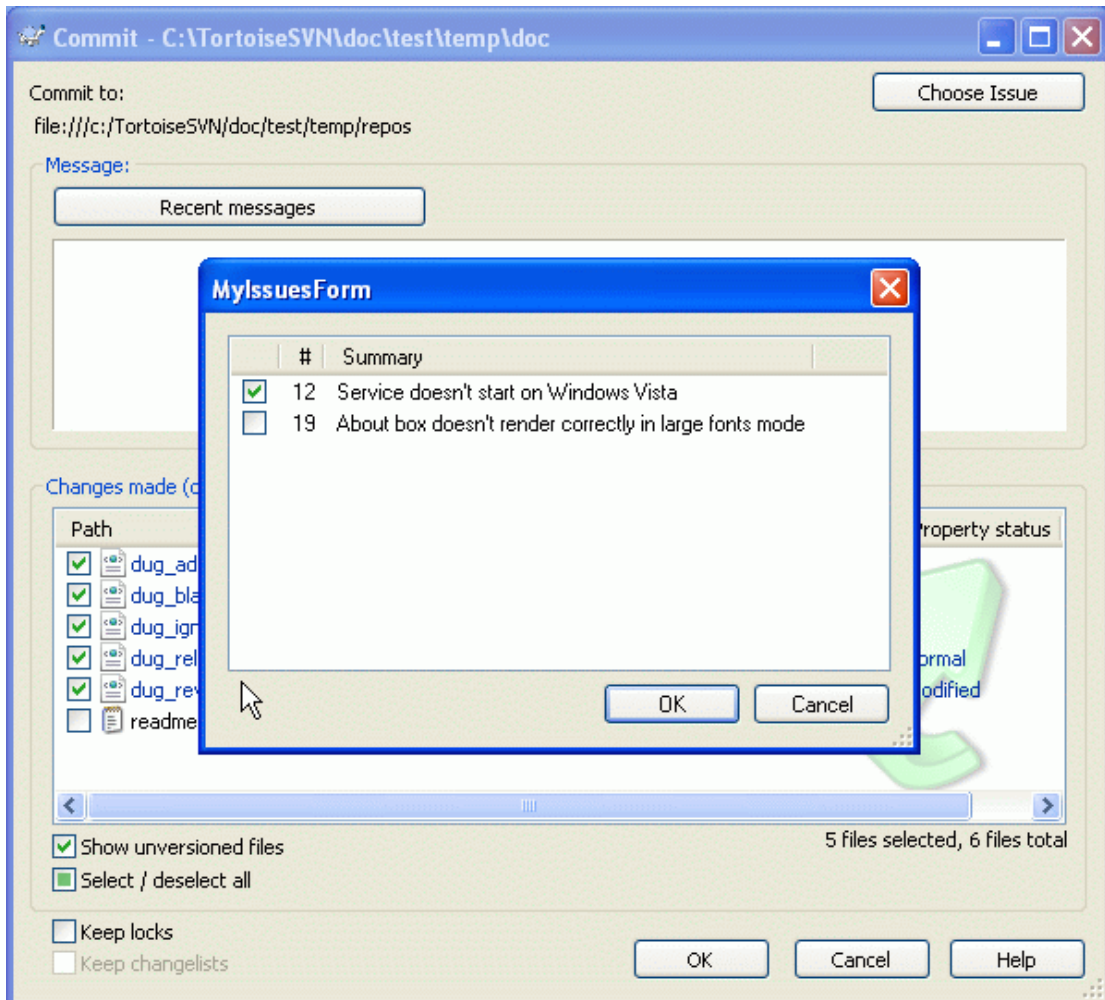 Commit - C:\TortoiseSVN\doc\test\temp\doc
Commit to:
Choose Issue
file:///c:/TortoiseSVN/doc/test/temp/repos
Message:
Recent messages
MyIssuesForm
# Summary
12 Service doesn't start on Windows Vista
19 About box doesn't render correctly in large fonts mode
OK Cancel
Changes made (
Path
Property status
dug_ad
dug_bla
dug_ign
dug_rel
ormal
dug_rev
odified
readme
Show unversioned files
5 files selected, 6 files total
Select / deselect all
Keep locks
Keep changelists
OK Cancel Help